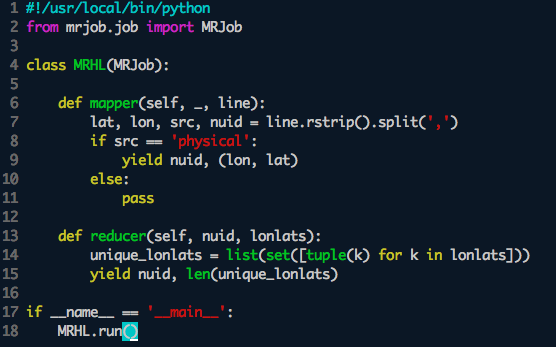 1 #!/usr/local/bin/python
2 from mrjob.job import MRJob
3
4 class MRHL(MRJob):
5
6     def mapper(self, _, line):
7         lat, lon, src, nuid = line.rstrip().split(',')
8         if src == 'physical':
9             yield nuid, (lon, lat)
10         else:
11             pass
12
13     def reducer(self, nuid, lonlats):
14         unique_lonlats = list(set([tuple(k) for k in lonlats]))
15         yield nuid, len(unique_lonlats)
16
17 if __name__ == '__main__':
18     MRHL.run()